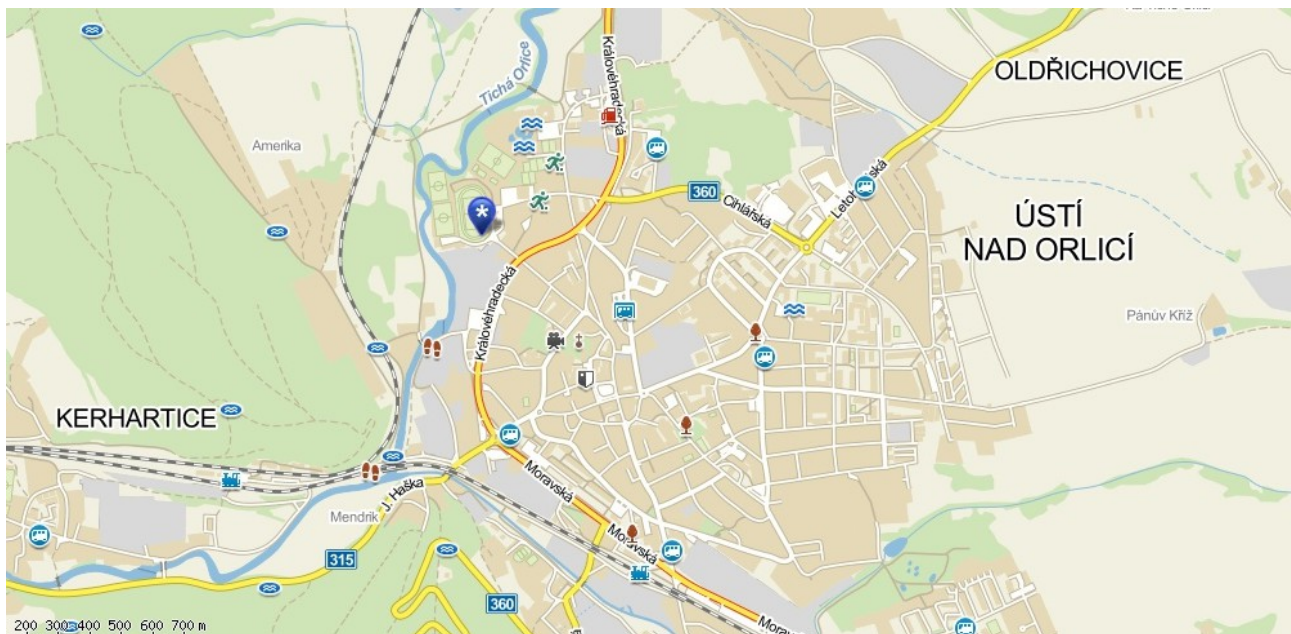 Tichá Orlice
Královéhradecká
OLDŘICHOVICE
Amerika
360
Cihlářská
ÚSTÍ
NAD ORLICÍ
Královéhradecká
Pánův Kříž
KERHARTICE
Moravská
J. Haška
Mendrik
Moravská
315
360
Moravská
200 300 400 500 600 700 m